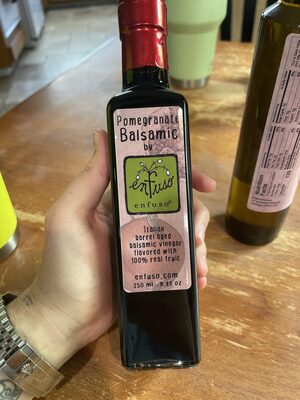 Pomegranate
Balsamic
by
enfuso
enfuso®
Italian
barrel aged
balsamic vinegar
flavored with
100% real fruit
enfuso.com
250 ml - 8.45 oz